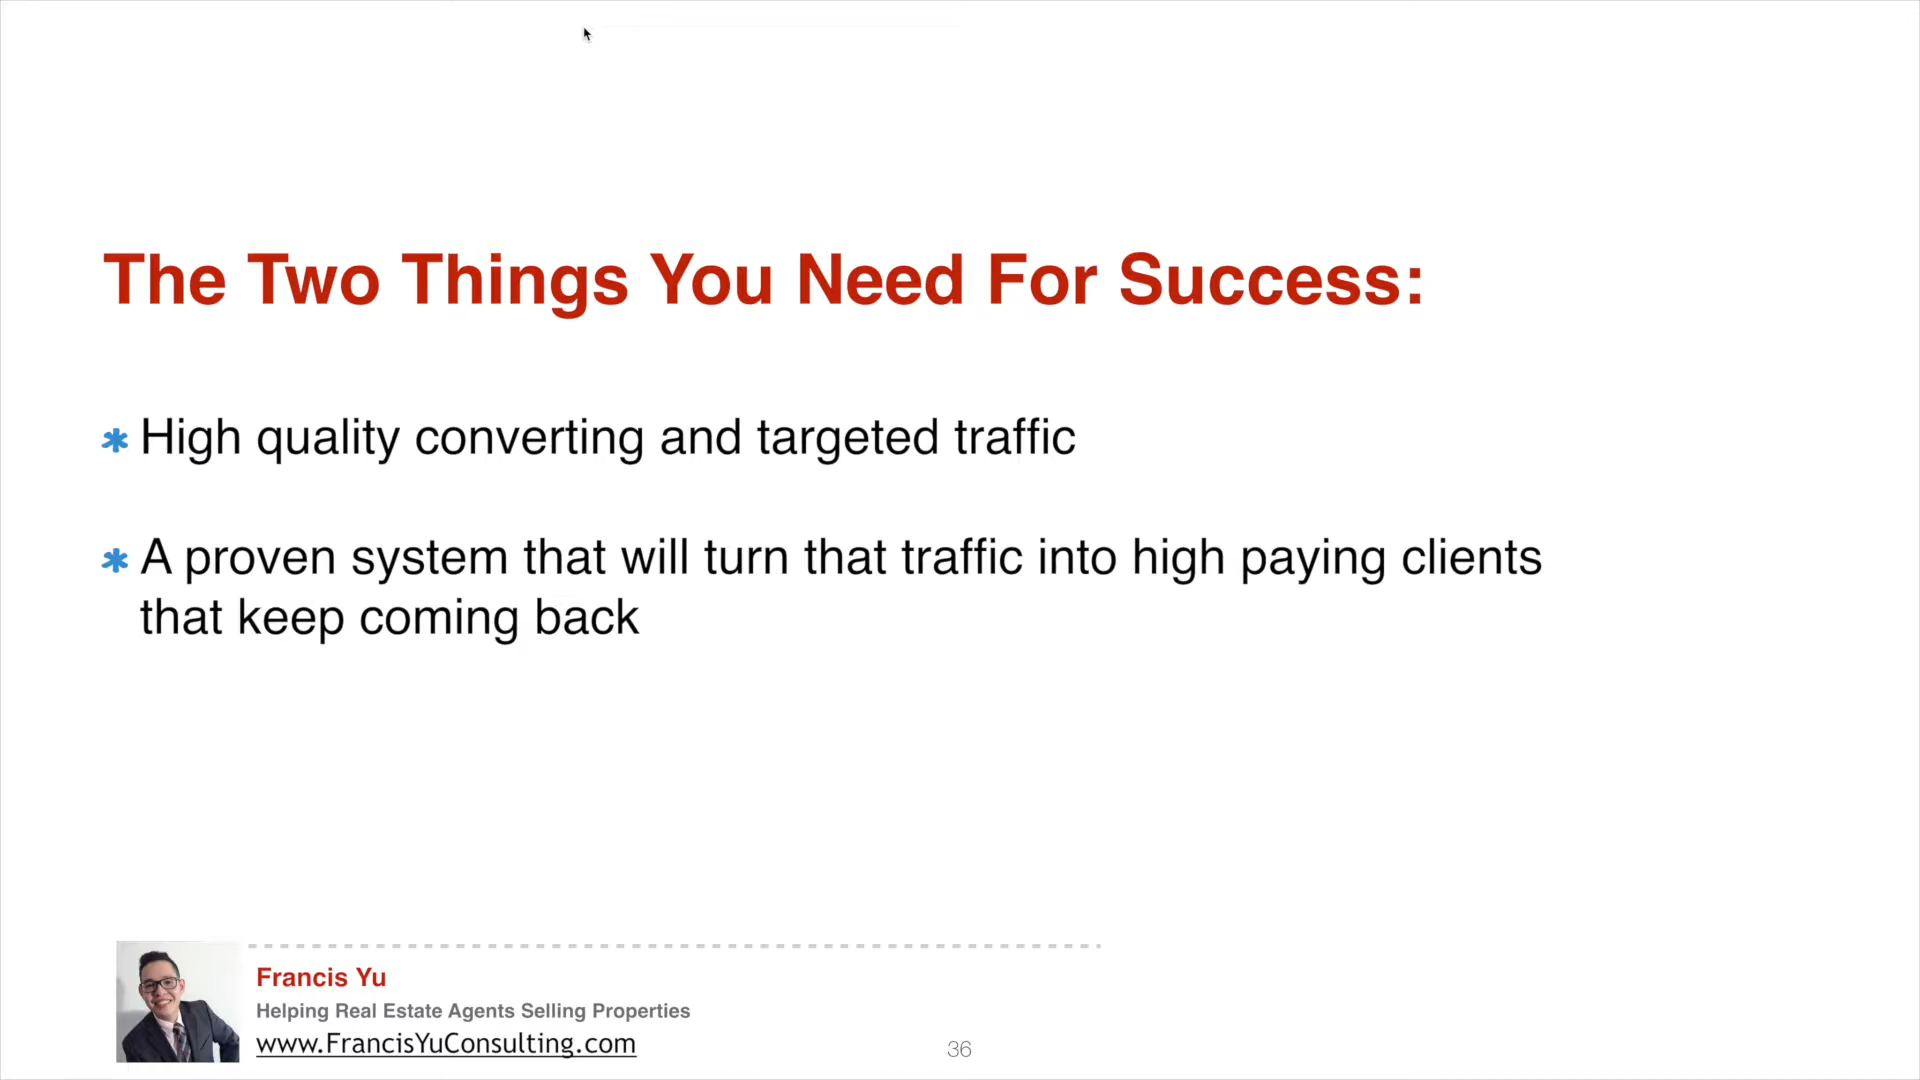 The Two Things You Need For Success:
* High quality converting and targeted traffic
* A proven system that will turn that traffic into high paying clients
that keep coming back
Francis Yu
Helping Real Estate Agents Selling Properties
www.FrancisYuConsulting.com
36